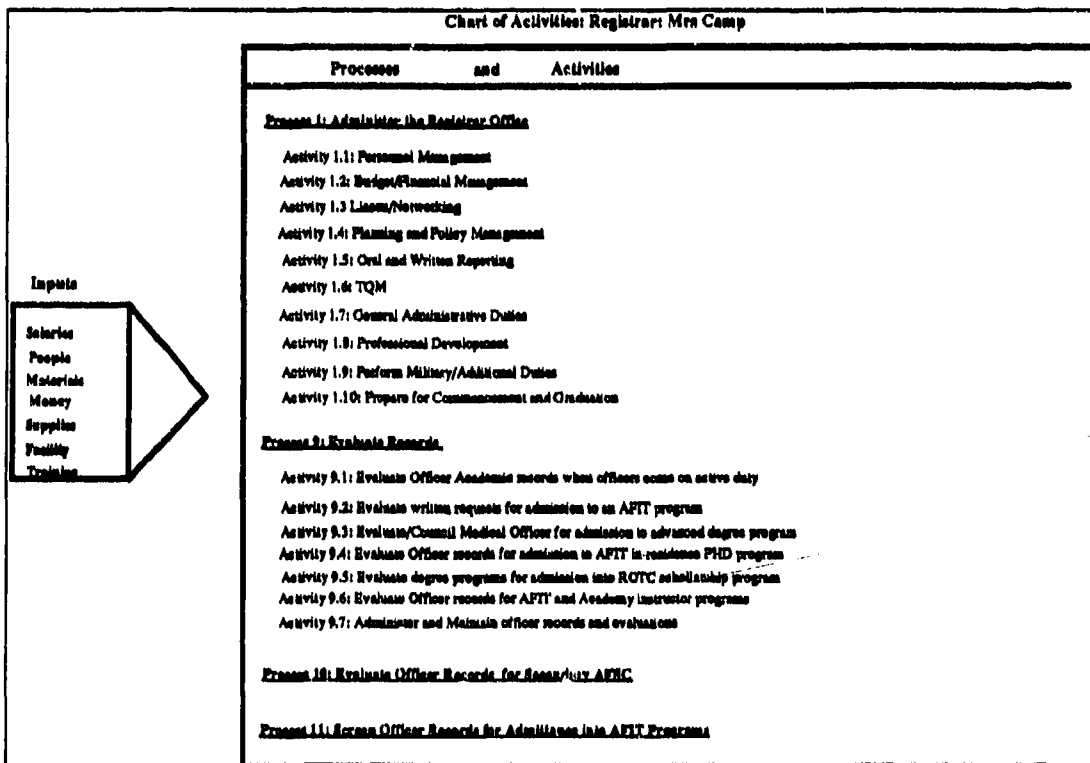 Chart of Activities: Registrar: Mrs Camp
Processes and Activities
Process 1: Administer the Registrar Office
Activity 1.1: Personnel Management
Activity 1.2: Budget/Financial Management
Activity 1.3 Liason/Networking
Activity 1.4: Planning and Policy Management
Activity 1.5: Oral and Written Reporting
Activity 1.6: TQM
Activity 1.7: General Administrative Duties
Activity 1.8: Professional Development
Activity 1.9: Perform Military/Additional Duties
Activity 1.10: Prepare for Commencement and Graduation
Inputs
Salaries
People
Materials
Money
Supplies
Facility
Training
Process 9: Evaluate Records
Activity 9.1: Evaluate Officer Academic records when officers come on active duty
Activity 9.2: Evaluate written requests for admission to an AFIT program
Activity 9.3: Evaluate/Council Medical Officer for admission to advanced degree program
Activity 9.4: Evaluate Officer records for admission to AFIT in-residence PHD program
Activity 9.5: Evaluate degree programs for admission into ROTC scholarship program
Activity 9.6: Evaluate Officer records for AFIT and Academy instructor programs
Activity 9.7: Administer and Maintain officer records and evaluations
Process 10: Evaluate Officer Records for Secondary
Process 11: Screen Officer Records for Admittance into AFIT Programs